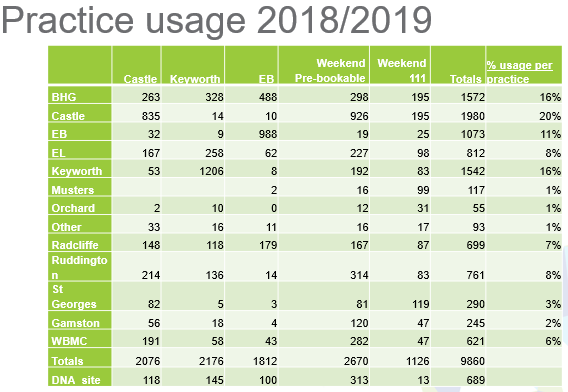 Practice usage 2018/2019
Castle Keyworth EB Weekend Pre-bookable Weekend 111 Totals % usage per practice
BHG 263 328 488 298 195 1572 16%
Castle 835 14 10 926 195 1980 20%
EB 32 9 988 19 25 1073 11%
EL 167 258 62 227 98 812 8%
Keyworth 53 1206 8 192 83 1542 16%
Musters 2 16 99 117 1%
Orchard 2 10 0 12 31 55 1%
Other 33 16 11 16 17 93 1%
Radcliffe 148 118 179 167 87 699 7%
Ruddingto
n 214 136 14 314 83 761 8%
St
Georges 82 5 3 81 119 290 3%
Gamston 56 18 4 120 47 245 2%
WBMC 191 58 43 282 47 621 6%
Totals 2076 2176 1812 2670 1126 9860
DNA site 118 145 100 313 13 689